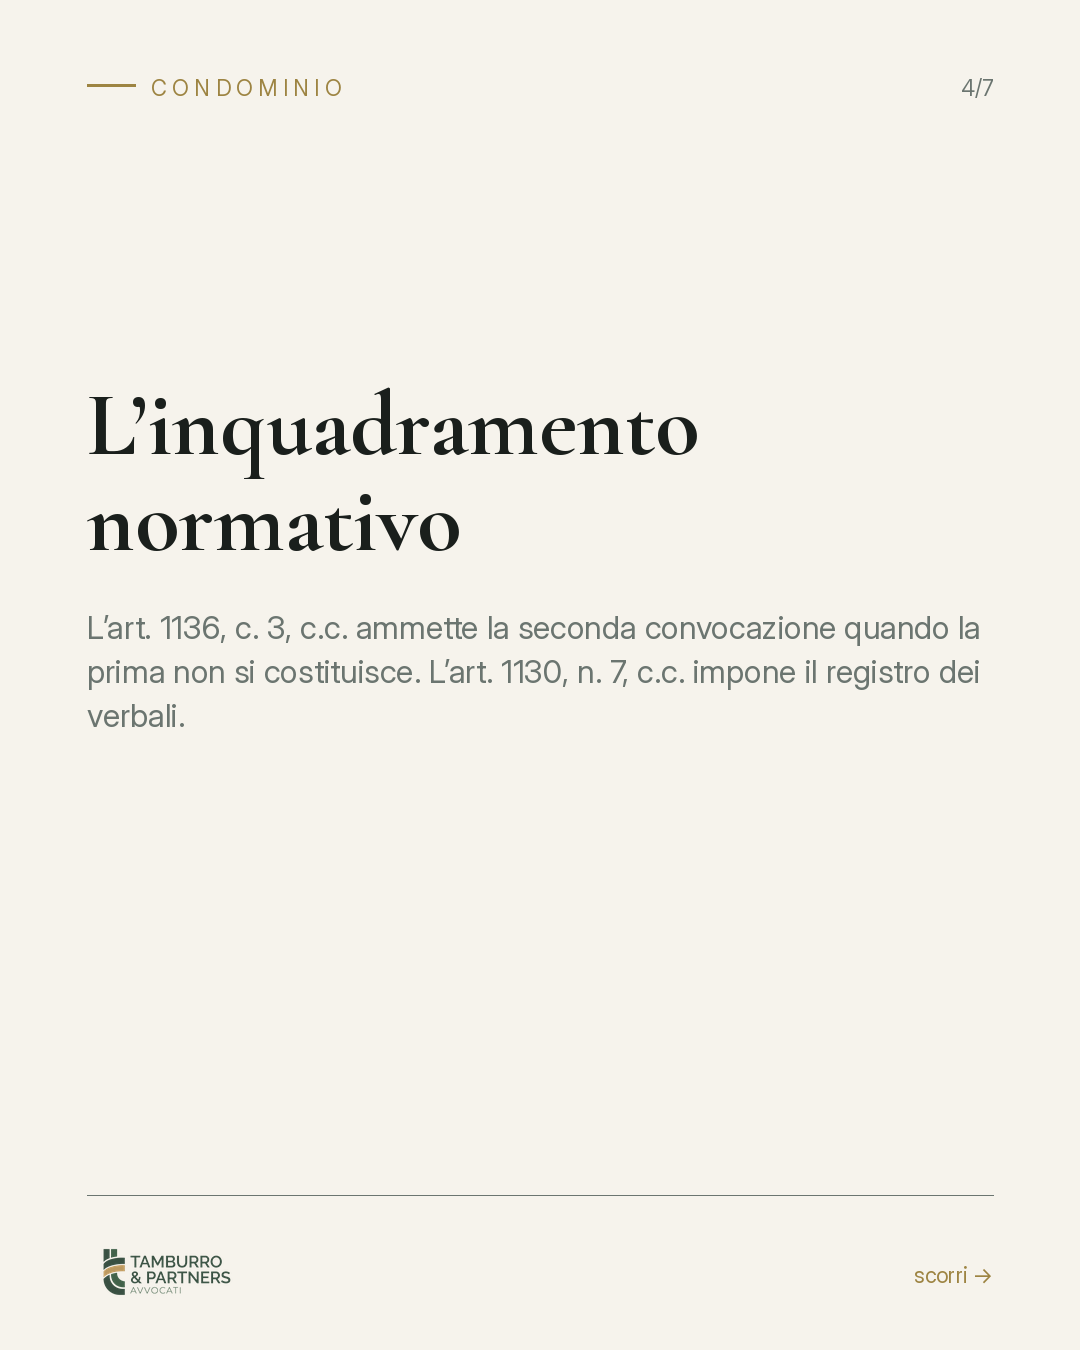 CONDOMINIO
4/7
L’inquadramento
normativo
L’art. 1136, c. 3, c.c. ammette la seconda convocazione quando la
prima non si costituisce. L’art. 1130, n. 7, c.c. impone il registro dei
verbali.
TAMBURRO
& PARTNERS
AVVOCATI
scorri →